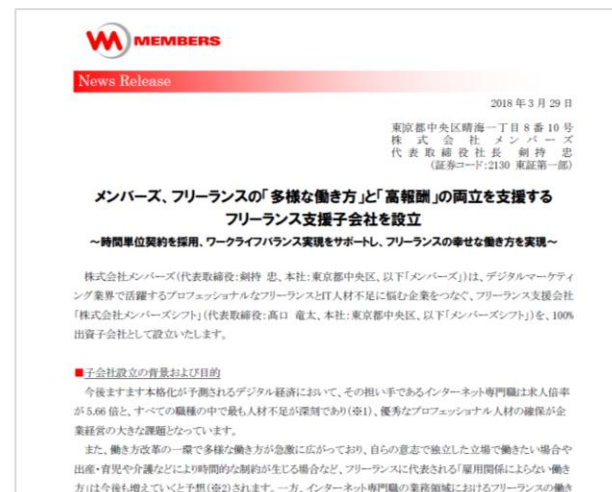 MEMBERS
News Release
2018年3月29日
東京都中央区晴海一丁目8番10号
株式会社メンバーズ
代表取締役社長 剣持 忠
(証券コード:2130 東証第一部)
メンバーズ、フリーランスの「多様な働き方」と「高報酬」の両立を支援する
フリーランス支援子会社を設立
～時間単位契約を採用、ワークライフバランス実現をサポートし、フリーランスの幸せな働き方を実現～
株式会社メンバーズ(代表取締役:剣持 忠、本社:東京都中央区、以下「メンバーズ」)は、デジタルマーケティ
ング業界で活躍するプロフェッショナルなフリーランスとIT人材不足に悩む企業をつなぐ、フリーランス支援会社
「株式会社メンバーズシフト」(代表取締役:髙口 竜太、本社:東京都中央区、以下「メンバーズシフト」)を、100%
出資子会社として設立いたします。
■子会社設立の背景および目的
今後ますます本格化が予測されるデジタル経済において、その担い手であるインターネット専門職は求人倍率
が5.66倍と、すべての職種の中で最も人材不足が深刻であり(※1)、優秀なプロフェッショナル人材の確保が企
業経営の大きな課題となっています。
また、働き方改革の一環で多様な働き方が急激に広がっており、自らの意志で独立した立場で働きたい場合や
出産・育児や介護などにより時間的な制約が生じる場合など、フリーランスに代表される「雇用関係によらない働き
方」は今後も増えていくと予想(※2)されます。一方、インターネット専門職の業務領域におけるフリーランスの働き